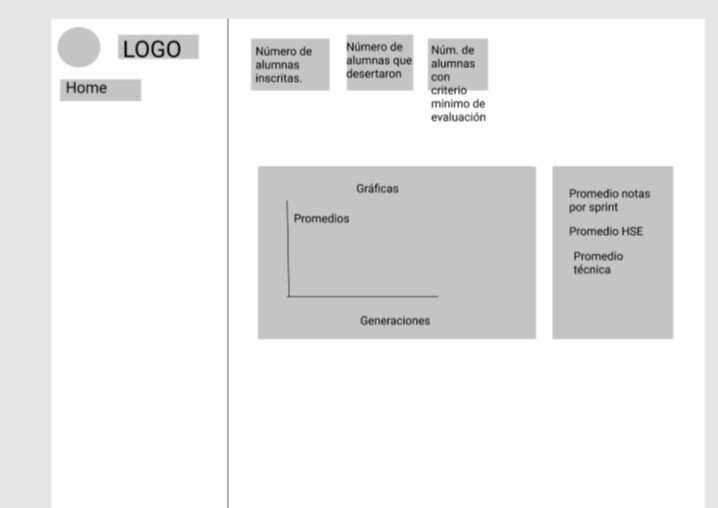 LOGO
Home
Número de
alumnas
inscritas.
Número de
alumnas que
desertaron
Núm. de
alumnas
con
criterio
minimo de
evaluación
Gráficas
Promedios
Generaciones
Promedio notas
por sprint
Promedio HSE
Promedio
técnica